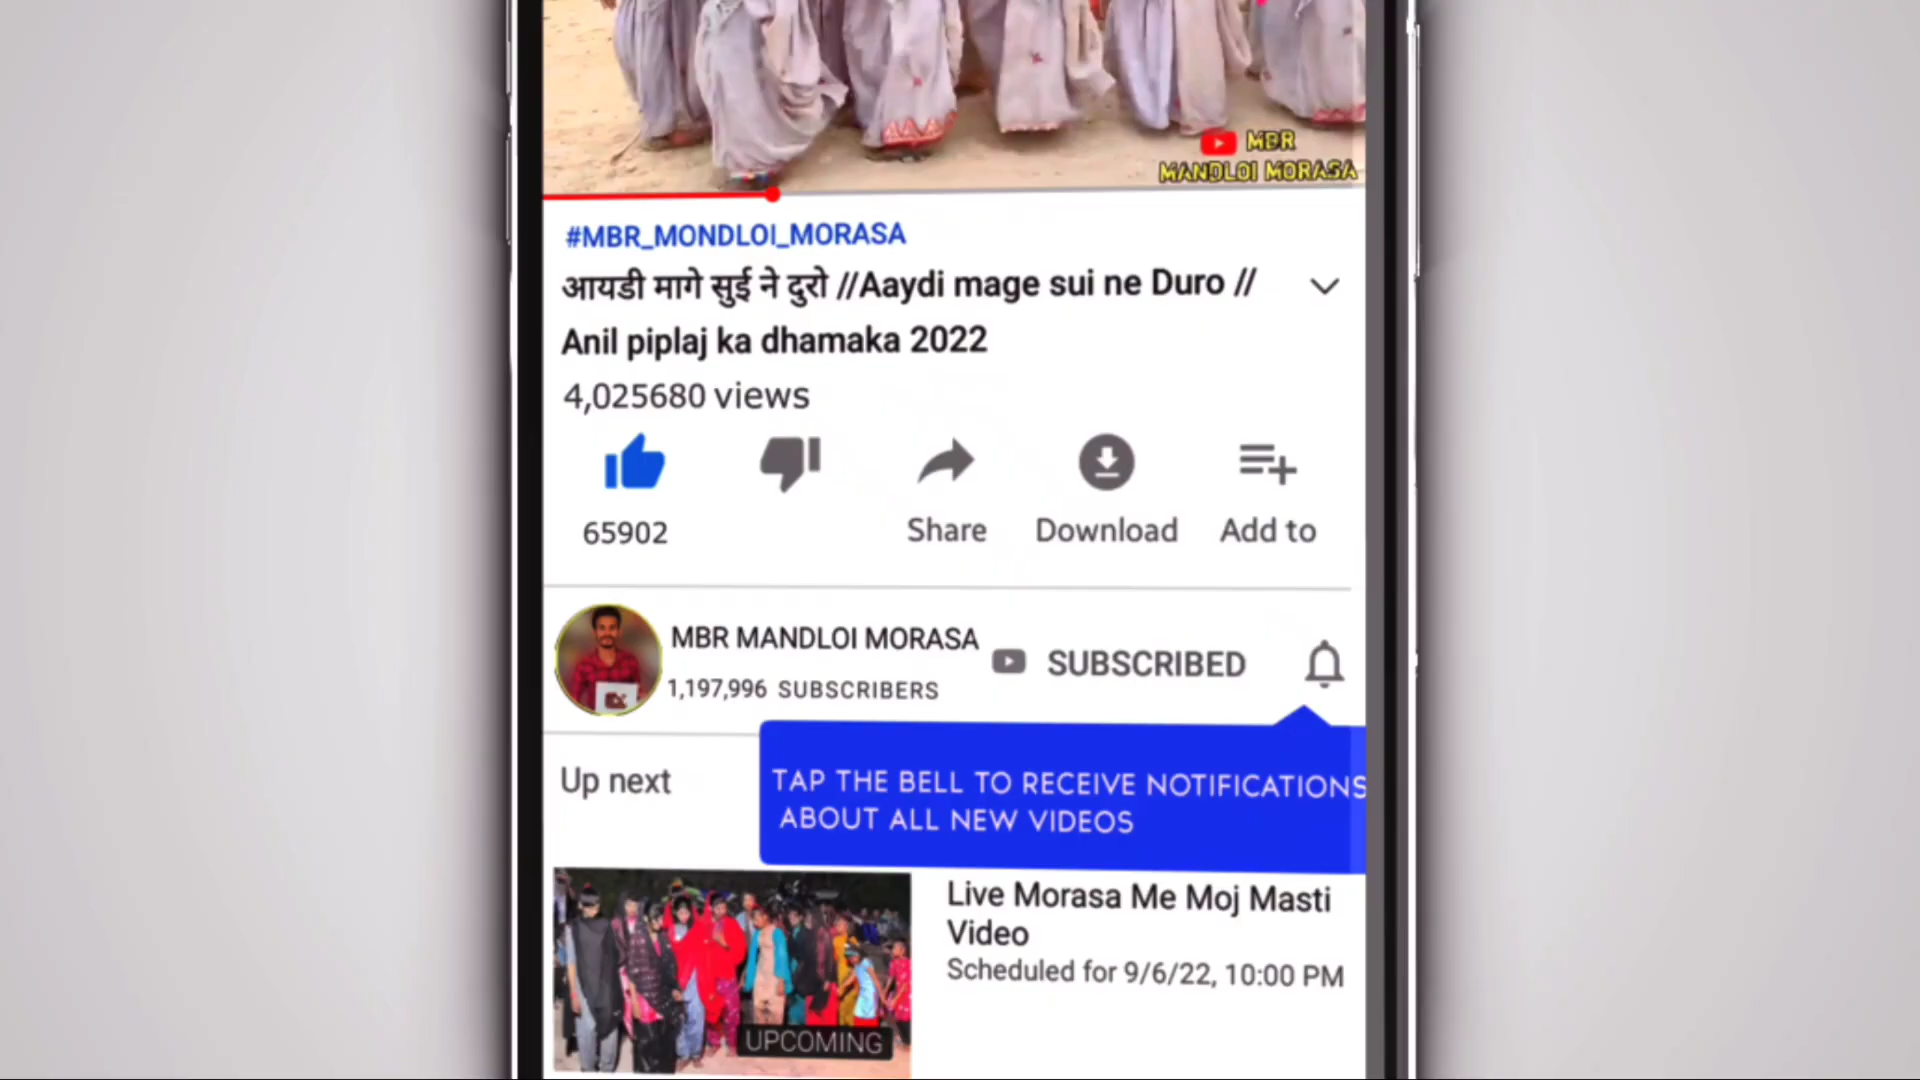 MBR
MANDLOI MORASA
#MBR_MONDLOI_MORASA
आयडी मागे सुई ने दुरो //Aaydi mage sui ne Duro //
Anil piplaj ka dhamaka 2022
4,025680 views
65902
Share
Download
Add to
MBR MANDLOI MORASA
SUBSCRIBED
1,197,996 SUBSCRIBERS
Up next
TAP THE BELL TO RECEIVE NOTIFICATIONS
ABOUT ALL NEW VIDEOS
Live Morasa Me Moj Masti
Video
Scheduled for 9/6/22, 10:00 PM
UPCOMING